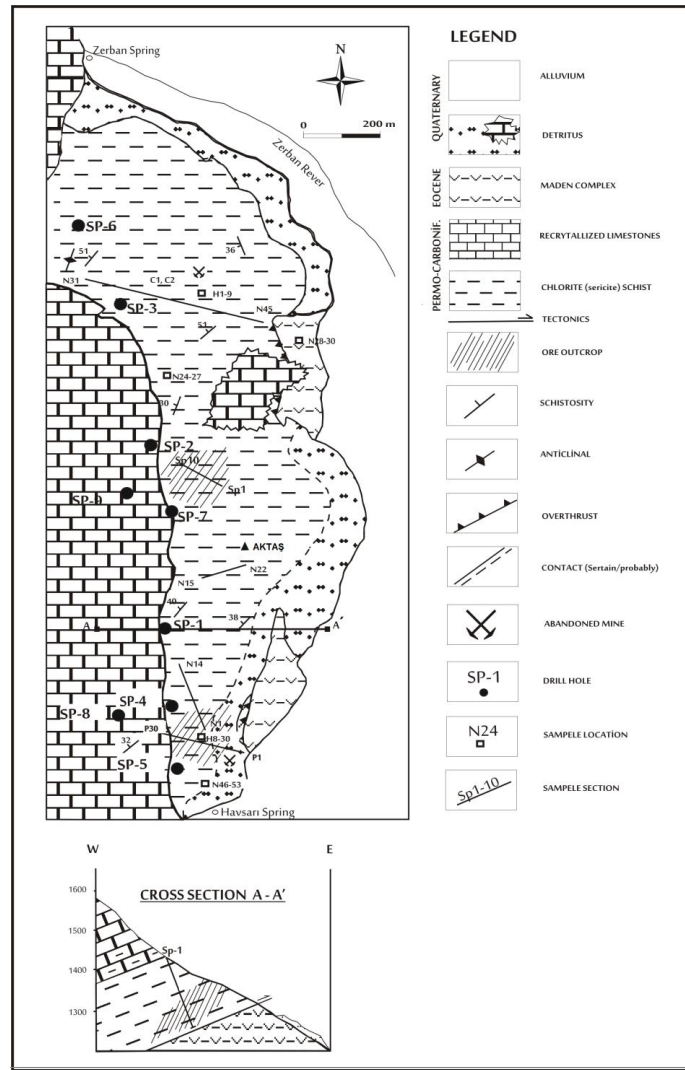 Zerban Spring
N
0 200 m
Zerban Rever
SP-6
51
36
C1, C2
N31
H1-9
SP-3
N45
51
N28-30
N24-27
30
SP-2
Sp10
SP-9
Sp1
SP-7
AKTAŞ
N22
N15
40
38
SP-1
A
A´
N14
SP-4
SP-8
N1
P30
H8-30
32
P1
SP-5
N46-53
Havsarı Spring
LEGEND
QUATERNARY
ALLUVIUM
DETRITUS
EOCENE
MADEN COMPLEX
PERMO-CARBONİF.
RECRYTALLIZED LIMESTONES
CHLORITE (sericite) SCHIST
TECTONICS
ORE OUTCROP
SCHISTOSITY
ANTİCLİNAL
OVERTHRUST
CONTACT (Sertain/probably)
ABANDONED MINE
SP-1
DRILL HOLE
N24
SAMPELE LOCATİON
Sp1-10
SAMPELE SECTION
W E
CROSS SECTION A - A’
1600
1500
Sp-1
1400
1300